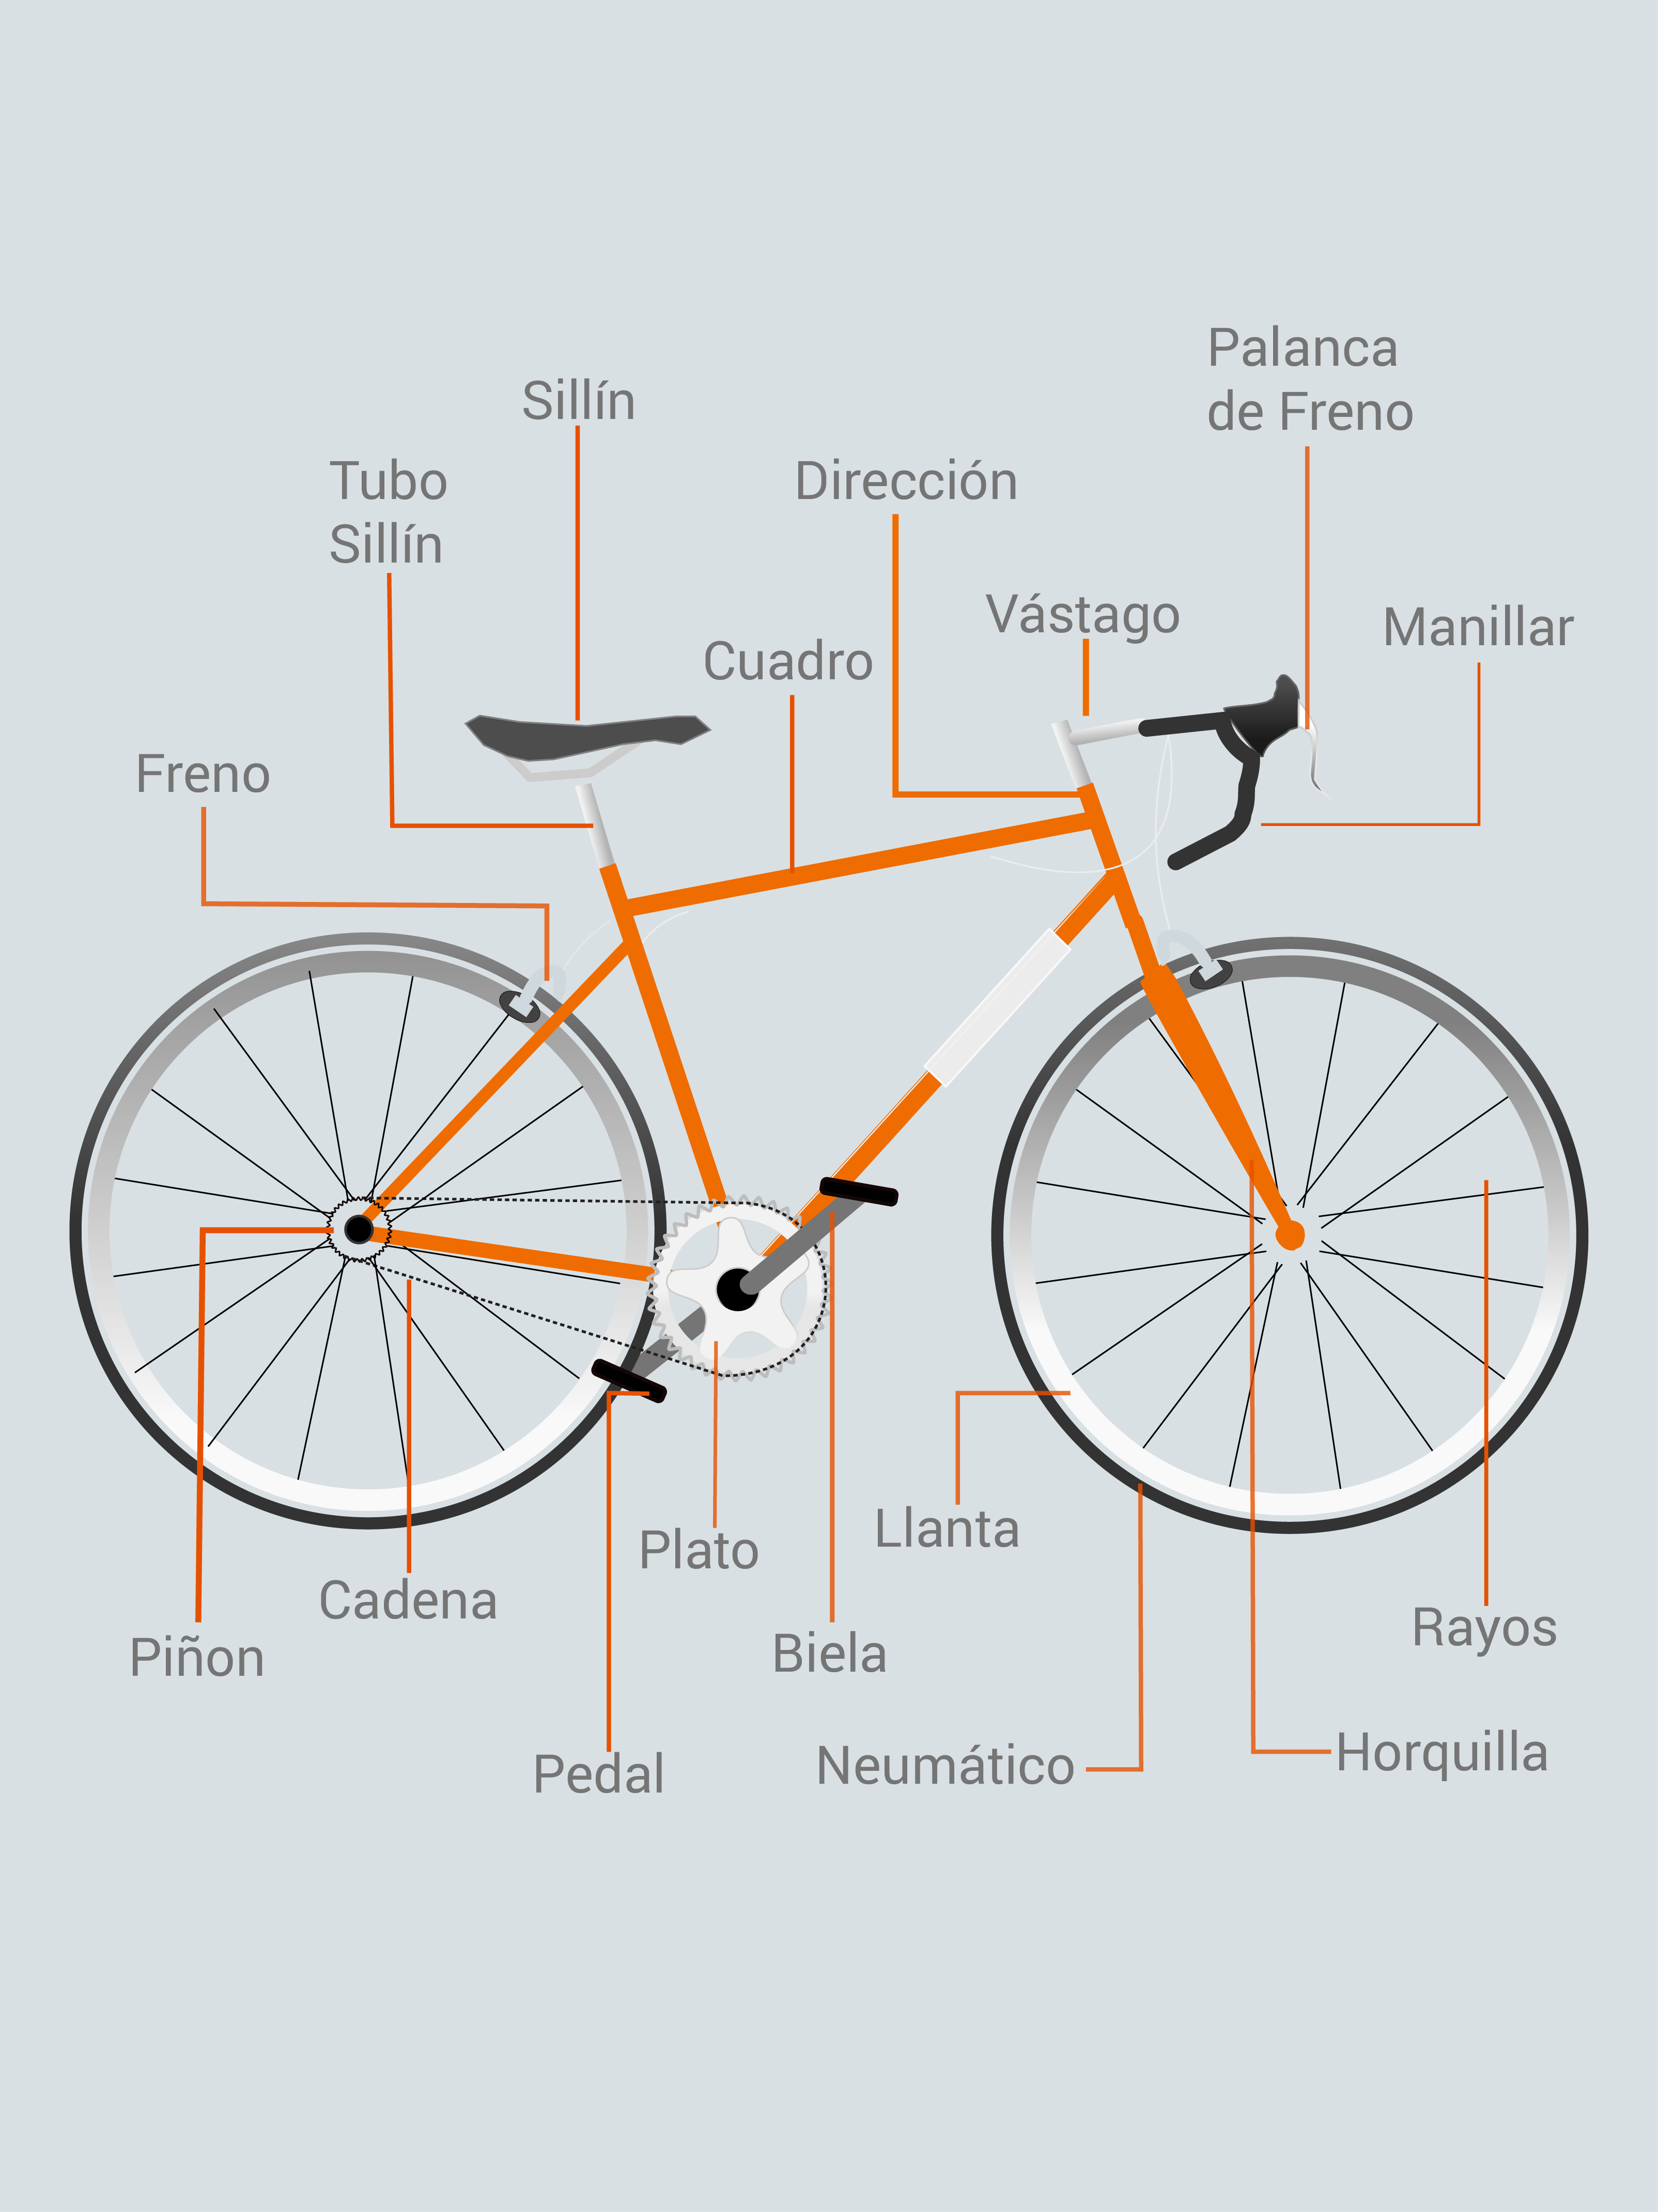 Palanca
de Freno
Sillín
Tubo
Sillín
Dirección
Vástago
Manillar
Cuadro
Freno
Llanta
Plato
Cadena
Rayos
Biela
Piñon
Horquilla
Neumático
Pedal